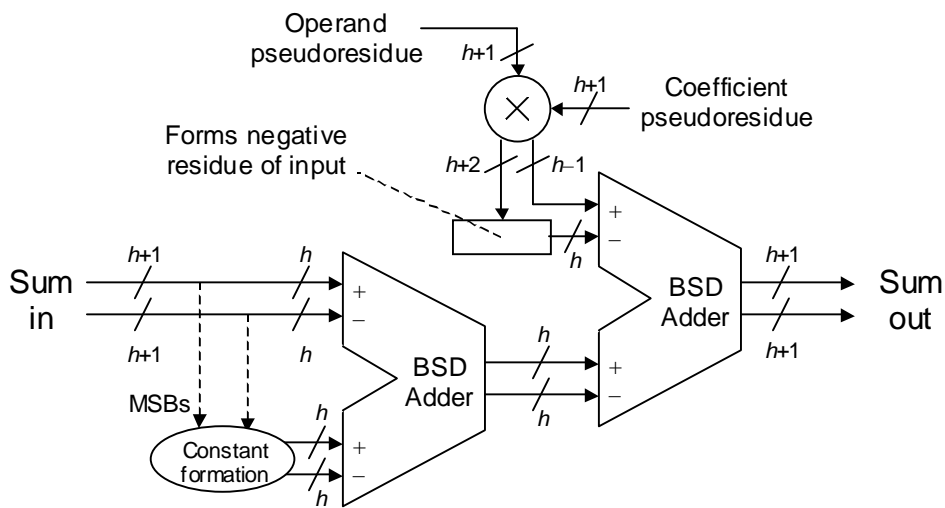 Operand
pseudoresidue
h+1
h+1
Coefficient
pseudoresidue
×
Forms negative
residue of input
h+2
h–1
+
−
h
BSD
Adder
h+1
h+1
Sum
out
Sum
in
h+1
h+1
h
h
+
−
BSD
Adder
h
h
+
−
MSBs
Constant
formation
h
h
+
−